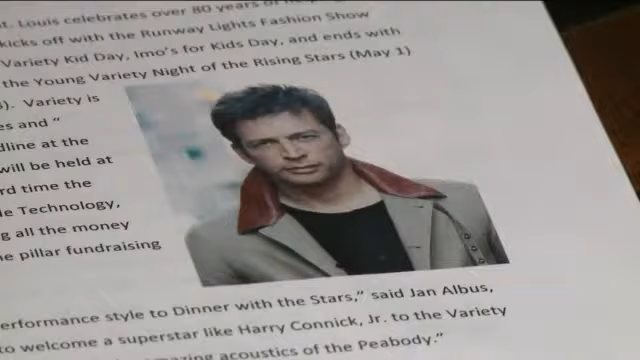 t. Louis celebrates over 80 years of
kicks off with the Runway Lights Fashion Show
Variety Kid Day, Imo's for Kids Day, and ends with
the Young Variety Night of the Rising Stars (May 1)
). Variety is
es and "
dline at the
will be held at
rd time the
le Technology,
g all the money
ne pillar fundraising
erformance style to Dinner with the Stars," said Jan Albus,
to welcome a superstar like Harry Connick, Jr. to the Variety
mazing acoustics of the Peabody."